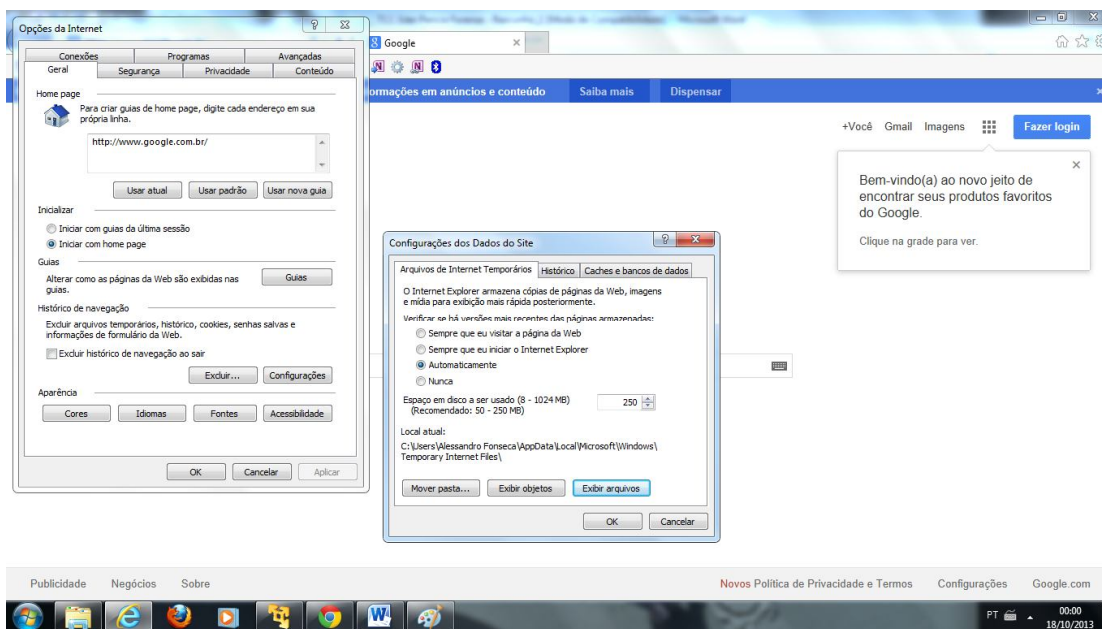 Opções da Internet
Conexões Programas Avançadas
Geral Segurança Privacidade Conteúdo
Home page
Para criar guias de home page, digite cada endereço em sua
própria linha.
http://www.google.com.br/
Usar atual Usar padrão Usar nova guia
Inicializar
Iniciar com guias da última sessão
Iniciar com home page
Guias
Alterar como as páginas da Web são exibidas nas
guias.
Guias
Histórico de navegação
Excluir arquivos temporários, histórico, cookies, senhas salvas e
informações de formulário da Web.
Excluir histórico de navegação ao sair
Excluir... Configurações
Aparência
Cores Idiomas Fontes Acessibilidade
OK Cancelar Aplicar
Google
ormações em anúncios e conteúdo Saiba mais Dispensar
+Você Gmail Imagens Fazer login
Bem-vindo(a) ao novo jeito de
encontrar seus produtos favoritos
do Google.
Clique na grade para ver.
Configurações dos Dados do Site
Arquivos de Internet Temporários Histórico Caches e bancos de dados
O Internet Explorer armazena cópias de páginas da Web, imagens
e mídia para exibição mais rápida posteriormente.
Verificar se há versões mais recentes das páginas armazenadas:
Sempre que eu visitar a página da Web
Sempre que eu iniciar o Internet Explorer
Automaticamente
Nunca
Espaço em disco a ser usado (8 - 1024 MB) 250
(Recomendado: 50 - 250 MB)
Local atual:
C:\Users\Alessandro Fonseca\AppData\Local\Microsoft\Windows\
Temporary Internet Files\
Mover pasta... Exibir objetos Exibir arquivos
OK Cancelar
Publicidade Negócios Sobre Novos Política de Privacidade e Termos Configurações Google.com
PT 00:00
18/10/2013